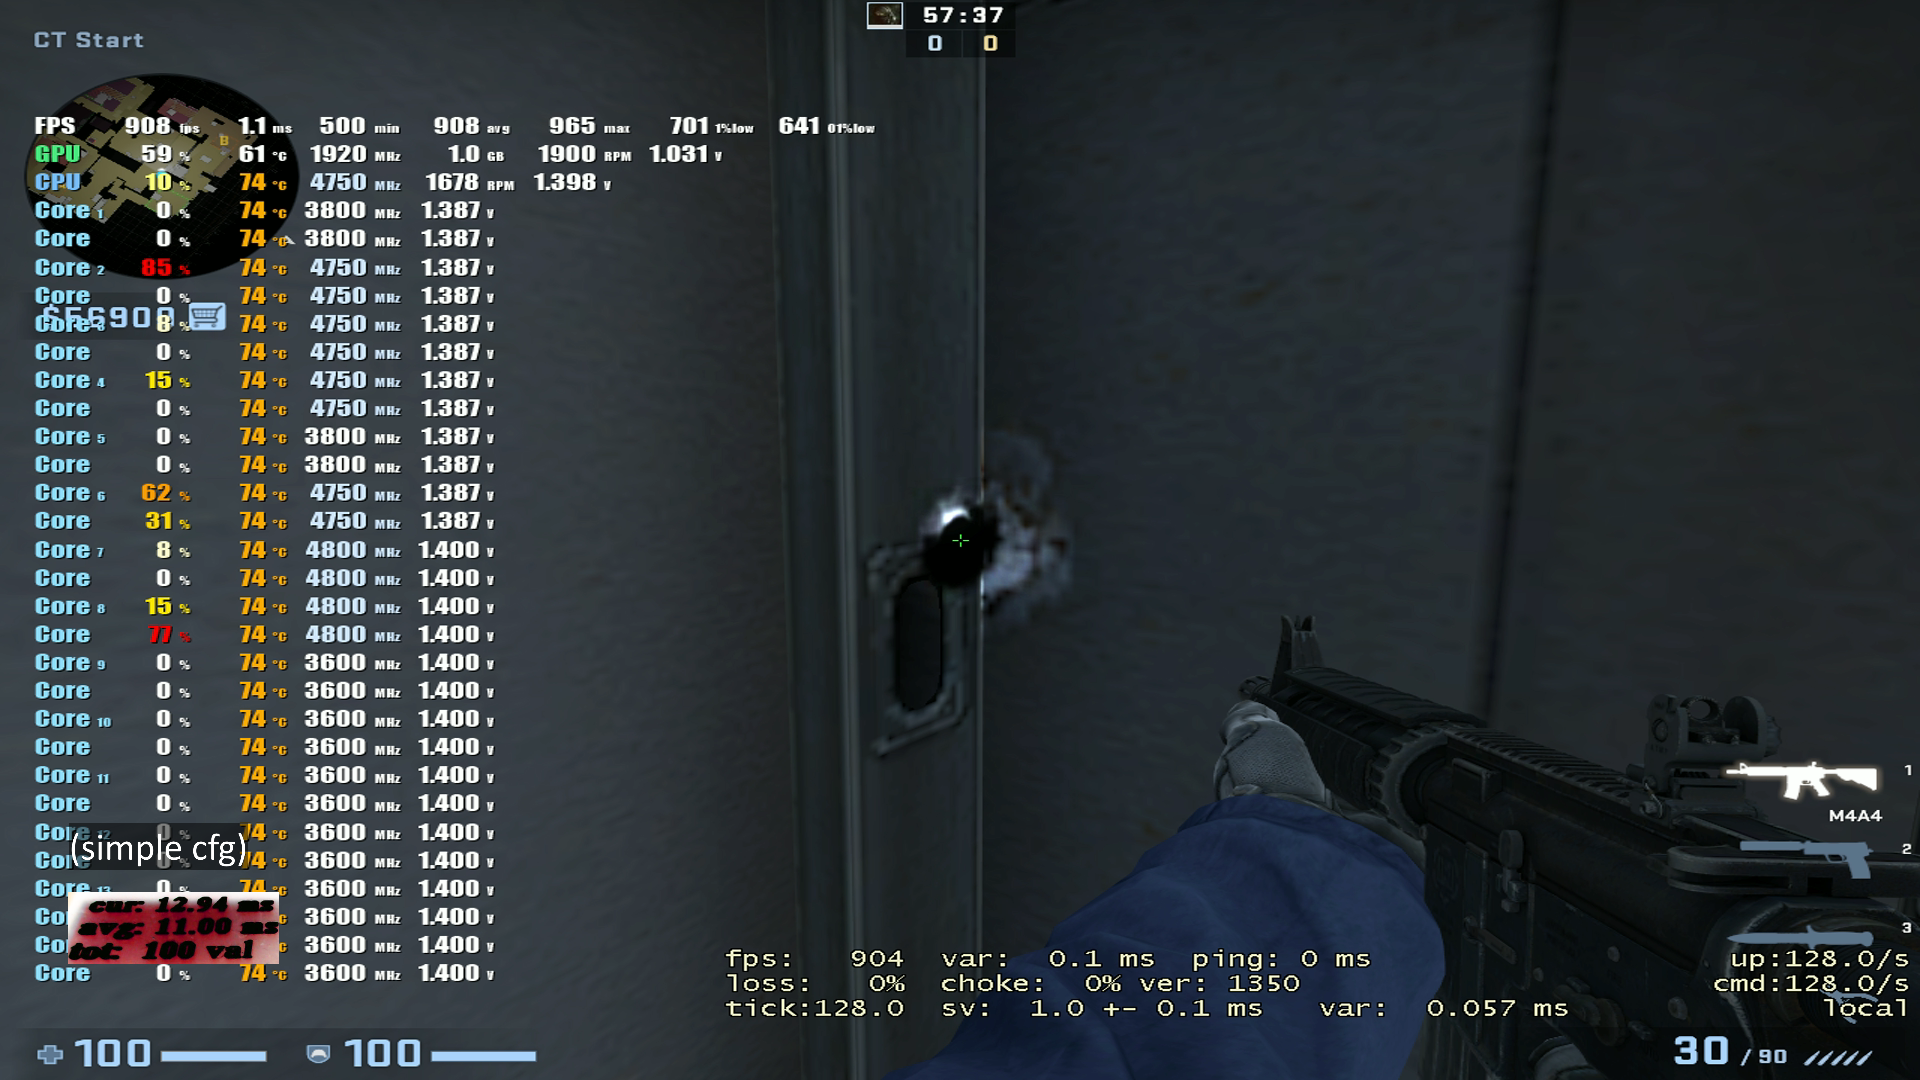 57:37
CT Start
0 0
B
FPS 908 fps 1.1 ms 500 min 908 avg 965 max 701 1%low 641 01%low
GPU 59 % 61 °C 1920 MHz 1.0 GB 1900 RPM 1.031 V
CPU 10 % 74 °C 4750 MHz 1678 RPM 1.398 V
Core 1 0 % 74 °C 3800 MHz 1.387 V
Core 0 % 74 °C 3800 MHz 1.387 V
Core 2 85 % 74 °C 4750 MHz 1.387 V
Core 0 % 74 °C 4750 MHz 1.387 V
Core 3 8 % 74 °C 4750 MHz 1.387 V
Core 0 % 74 °C 4750 MHz 1.387 V
Core 4 15 % 74 °C 4750 MHz 1.387 V
Core 0 % 74 °C 4750 MHz 1.387 V
Core 5 0 % 74 °C 3800 MHz 1.387 V
Core 0 % 74 °C 3800 MHz 1.387 V
Core 6 62 % 74 °C 4750 MHz 1.387 V
Core 31 % 74 °C 4750 MHz 1.387 V
Core 7 8 % 74 °C 4800 MHz 1.400 V
Core 0 % 74 °C 4800 MHz 1.400 V
Core 8 15 % 74 °C 4800 MHz 1.400 V
Core 77 % 74 °C 4800 MHz 1.400 V
Core 9 0 % 74 °C 3600 MHz 1.400 V
Core 0 % 74 °C 3600 MHz 1.400 V
Core 10 0 % 74 °C 3600 MHz 1.400 V
Core 0 % 74 °C 3600 MHz 1.400 V
Core 11 0 % 74 °C 3600 MHz 1.400 V
Core 0 % 74 °C 3600 MHz 1.400 V
Core 12 0 % 74 °C 3600 MHz 1.400 V
(simple cfg)
3600 MHz 1.400 V
Core 13 0 % 74 °C 3600 MHz 1.400 V
cur: 12.94 ms
3600 MHz 1.400 V
avg: 11.00 ms
tot: 100 val
3600 MHz 1.400 V
Core 0 % 74 °C 3600 MHz 1.400 V
1
M4A4
2
3
fps: 904 var: 0.1 ms ping: 0 ms
up:128.0/s
loss: 0% choke: 0% ver: 1350
cmd:128.0/s
tick:128.0 sv: 1.0 +- 0.1 ms var: 0.057 ms
local
100 100
30 / 90